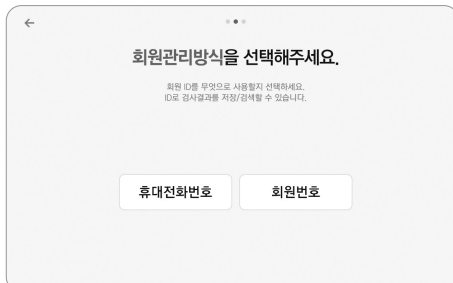 회원관리방식을 선택해주세요.
회원 ID를 무엇으로 사용할지 선택하세요.
ID로 검사결과를 저장/검색할 수 있습니다.
휴대전화번호
회원번호